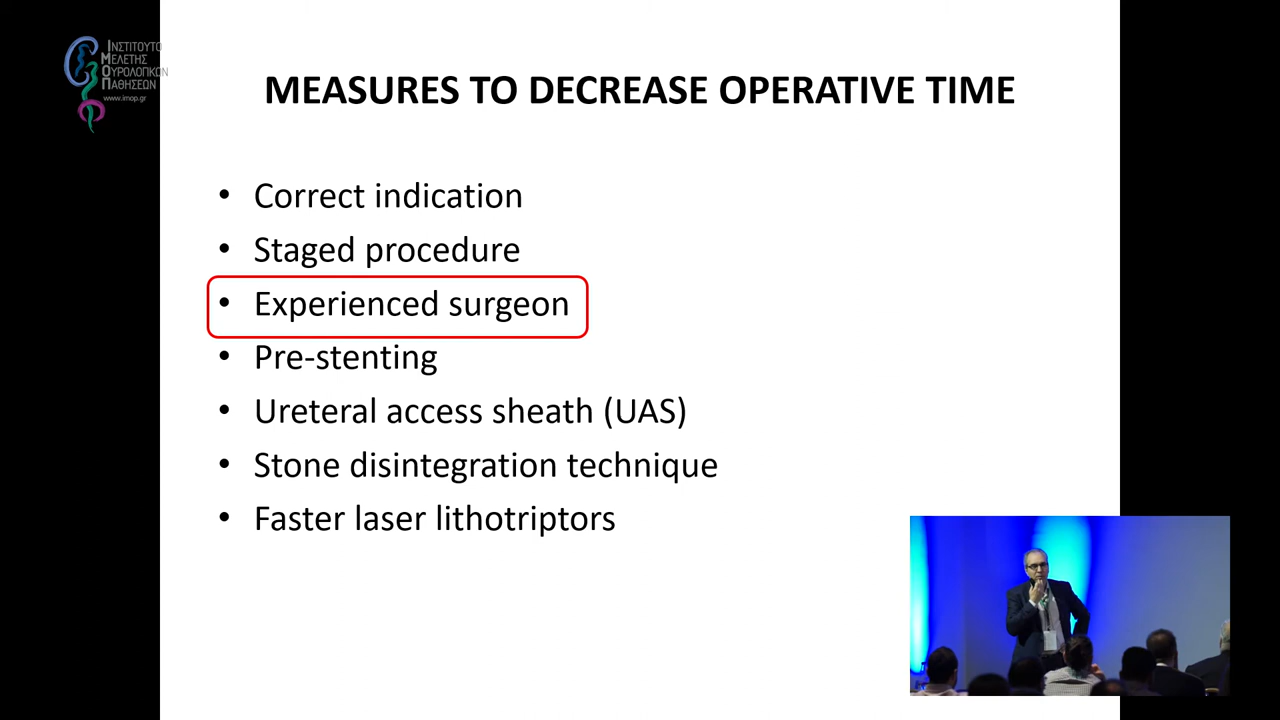 ΙΝΣΤΙΤΟΥΤΟ
ΜΕΛΕΤΗΣ
ΟΥΡΟΛΟΓΙΚΩΝ
ΠΑΘΗΣΕΩΝ
www.imop.gr
MEASURES TO DECREASE OPERATIVE TIME
• Correct indication
• Staged procedure
• Experienced surgeon
• Pre-stenting
• Ureteral access sheath (UAS)
• Stone disintegration technique
• Faster laser lithotriptors